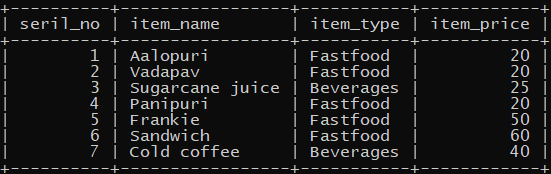 +----------+-----------------+-----------+------------+
| seril_no | item_name       | item_type | item_price |
+----------+-----------------+-----------+------------+
|        1 | Aalopuri        | Fastfood  |         20 |
|        2 | Vadapav         | Fastfood  |         20 |
|        3 | Sugarcane juice | Beverages |         25 |
|        4 | Panipuri        | Fastfood  |         20 |
|        5 | Frankie         | Fastfood  |         50 |
|        6 | Sandwich        | Fastfood  |         60 |
|        7 | Cold coffee     | Beverages |         40 |
+----------+-----------------+-----------+------------+